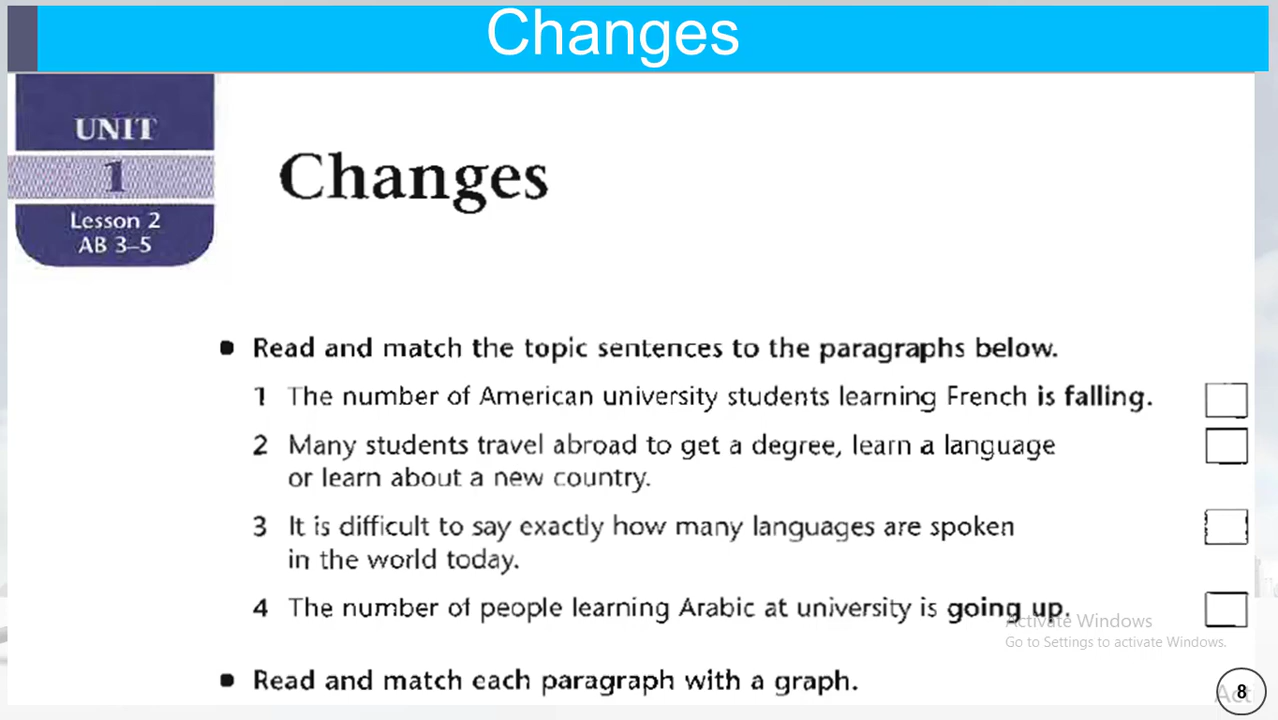 Changes
UNIT
1
Lesson 2
AB 3–5
Changes
• Read and match the topic sentences to the paragraphs below.
1 The number of American university students learning French is falling.
2 Many students travel abroad to get a degree, learn a language
or learn about a new country.
3 It is difficult to say exactly how many languages are spoken
in the world today.
4 The number of people learning Arabic at university is going up.
Activate Windows
Go to Settings to activate Windows.
• Read and match each paragraph with a graph.
8